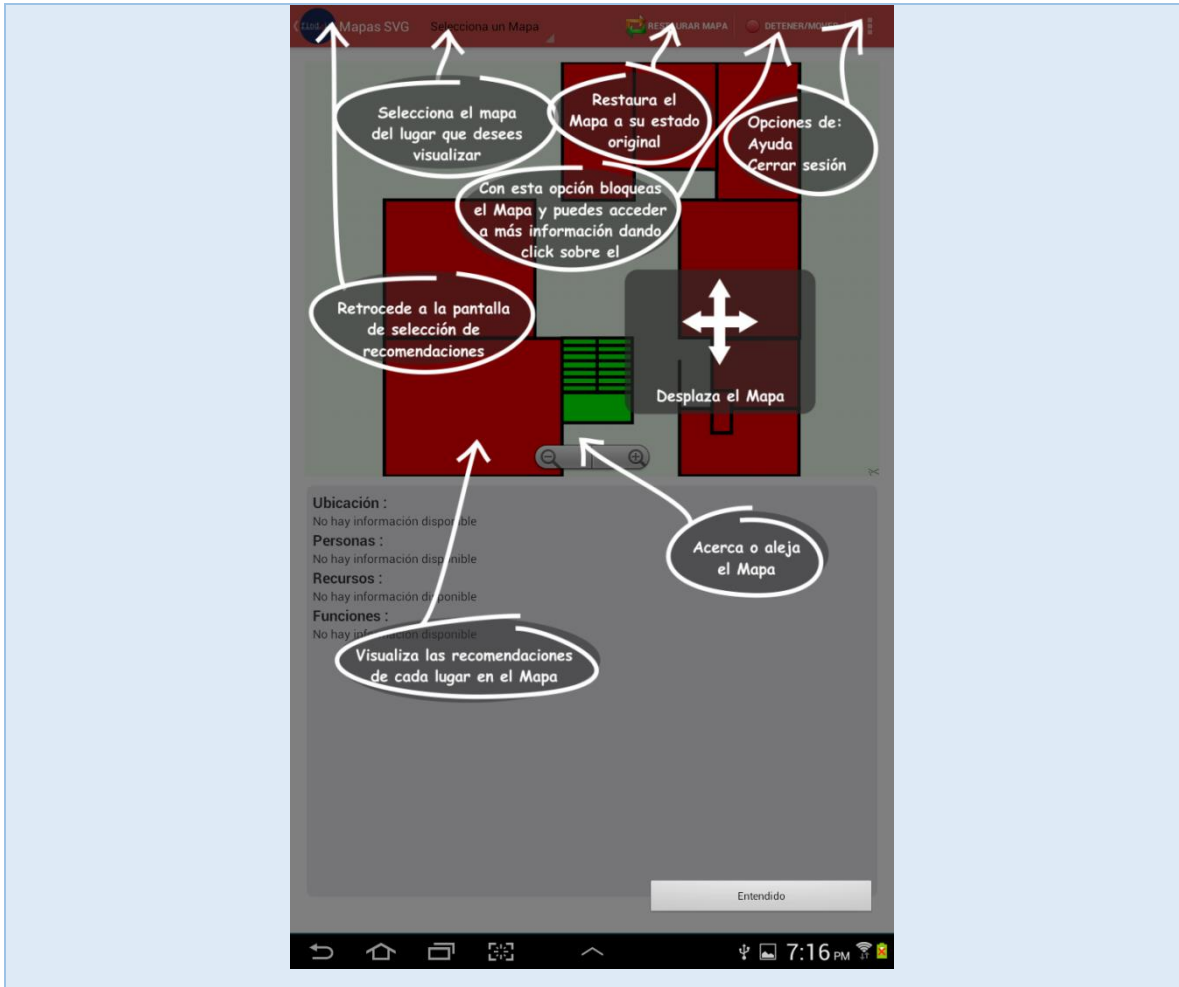 Mapas SVG
Selecciona un Mapa
RESTAURAR MAPA
DETENER/MOVER
Selecciona el mapa
del lugar que desees
visualizar
Restaura el
Mapa a su estado
original
Opciones de:
Ayuda
Cerrar sesión
Con esta opción bloqueas
el Mapa y puedes acceder
a más información dando
click sobre el
Retrocede a la pantalla
de selección de
recomendaciones
Desplaza el Mapa
Ubicación :
No hay información disponible
Personas :
No hay información disponible
Recursos :
No hay información disponible
Funciones :
No hay información disponible
Acerca o aleja
el Mapa
Visualiza las recomendaciones
de cada lugar en el Mapa
Entendido
7:16 PM